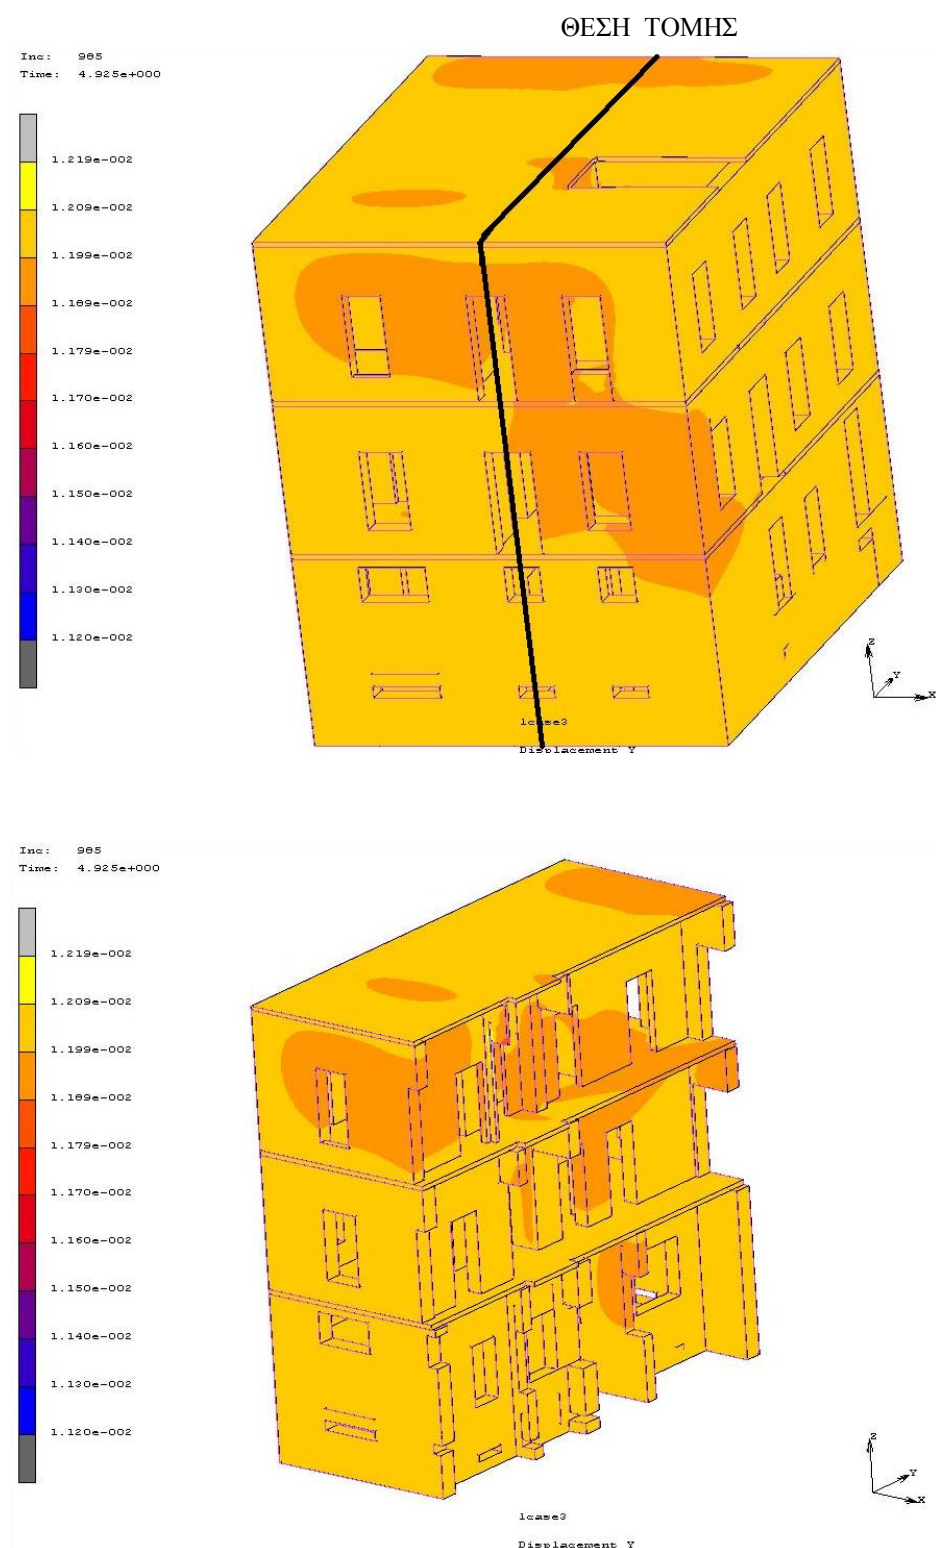 ΘΕΣΗ ΤΟΜΗΣ
Inc: 985
Time: 4.925e+000
1.219e-002
1.209e-002
1.199e-002
1.189e-002
1.179e-002
1.170e-002
1.160e-002
1.150e-002
1.140e-002
1.130e-002
1.120e-002
Z
Y
X
lcase3
Displacement Y
Inc: 985
Time: 4.925e+000
1.219e-002
1.209e-002
1.199e-002
1.189e-002
1.179e-002
1.170e-002
1.160e-002
1.150e-002
1.140e-002
1.130e-002
1.120e-002
Z
Y
X
lcase3
Displacement Y